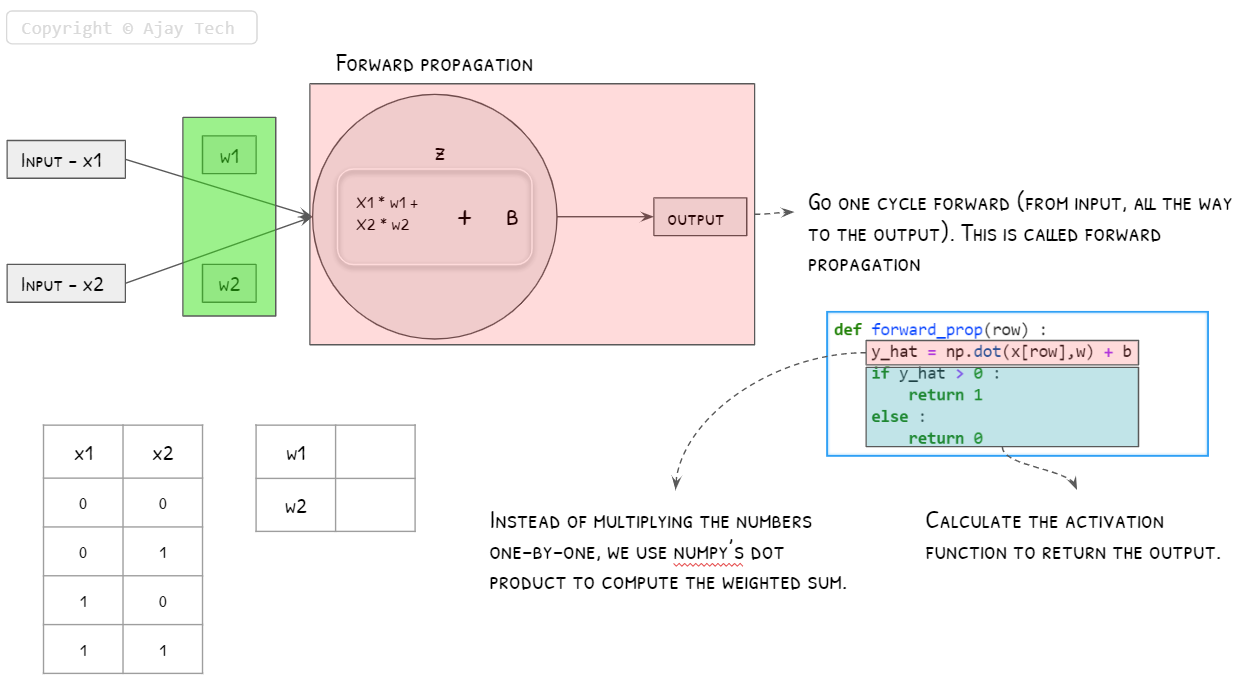 Copyright © Ajay Tech
Forward propagation
Input - x1
w1
z
X1 * w1 +
X2 * w2
+ B
output
Input - x2
w2
Go one cycle forward (from input, all the way
to the output). This is called forward
propagation
def forward_prop(row) :
y_hat = np.dot(x[row],w) + b
if y_hat > 0 :
return 1
else :
return 0
x1 x2
0 0
0 1
1 0
1 1
w1
w2
Instead of multiplying the numbers
one-by-one, we use numpy's dot
product to compute the weighted sum.
Calculate the activation
function to return the output.